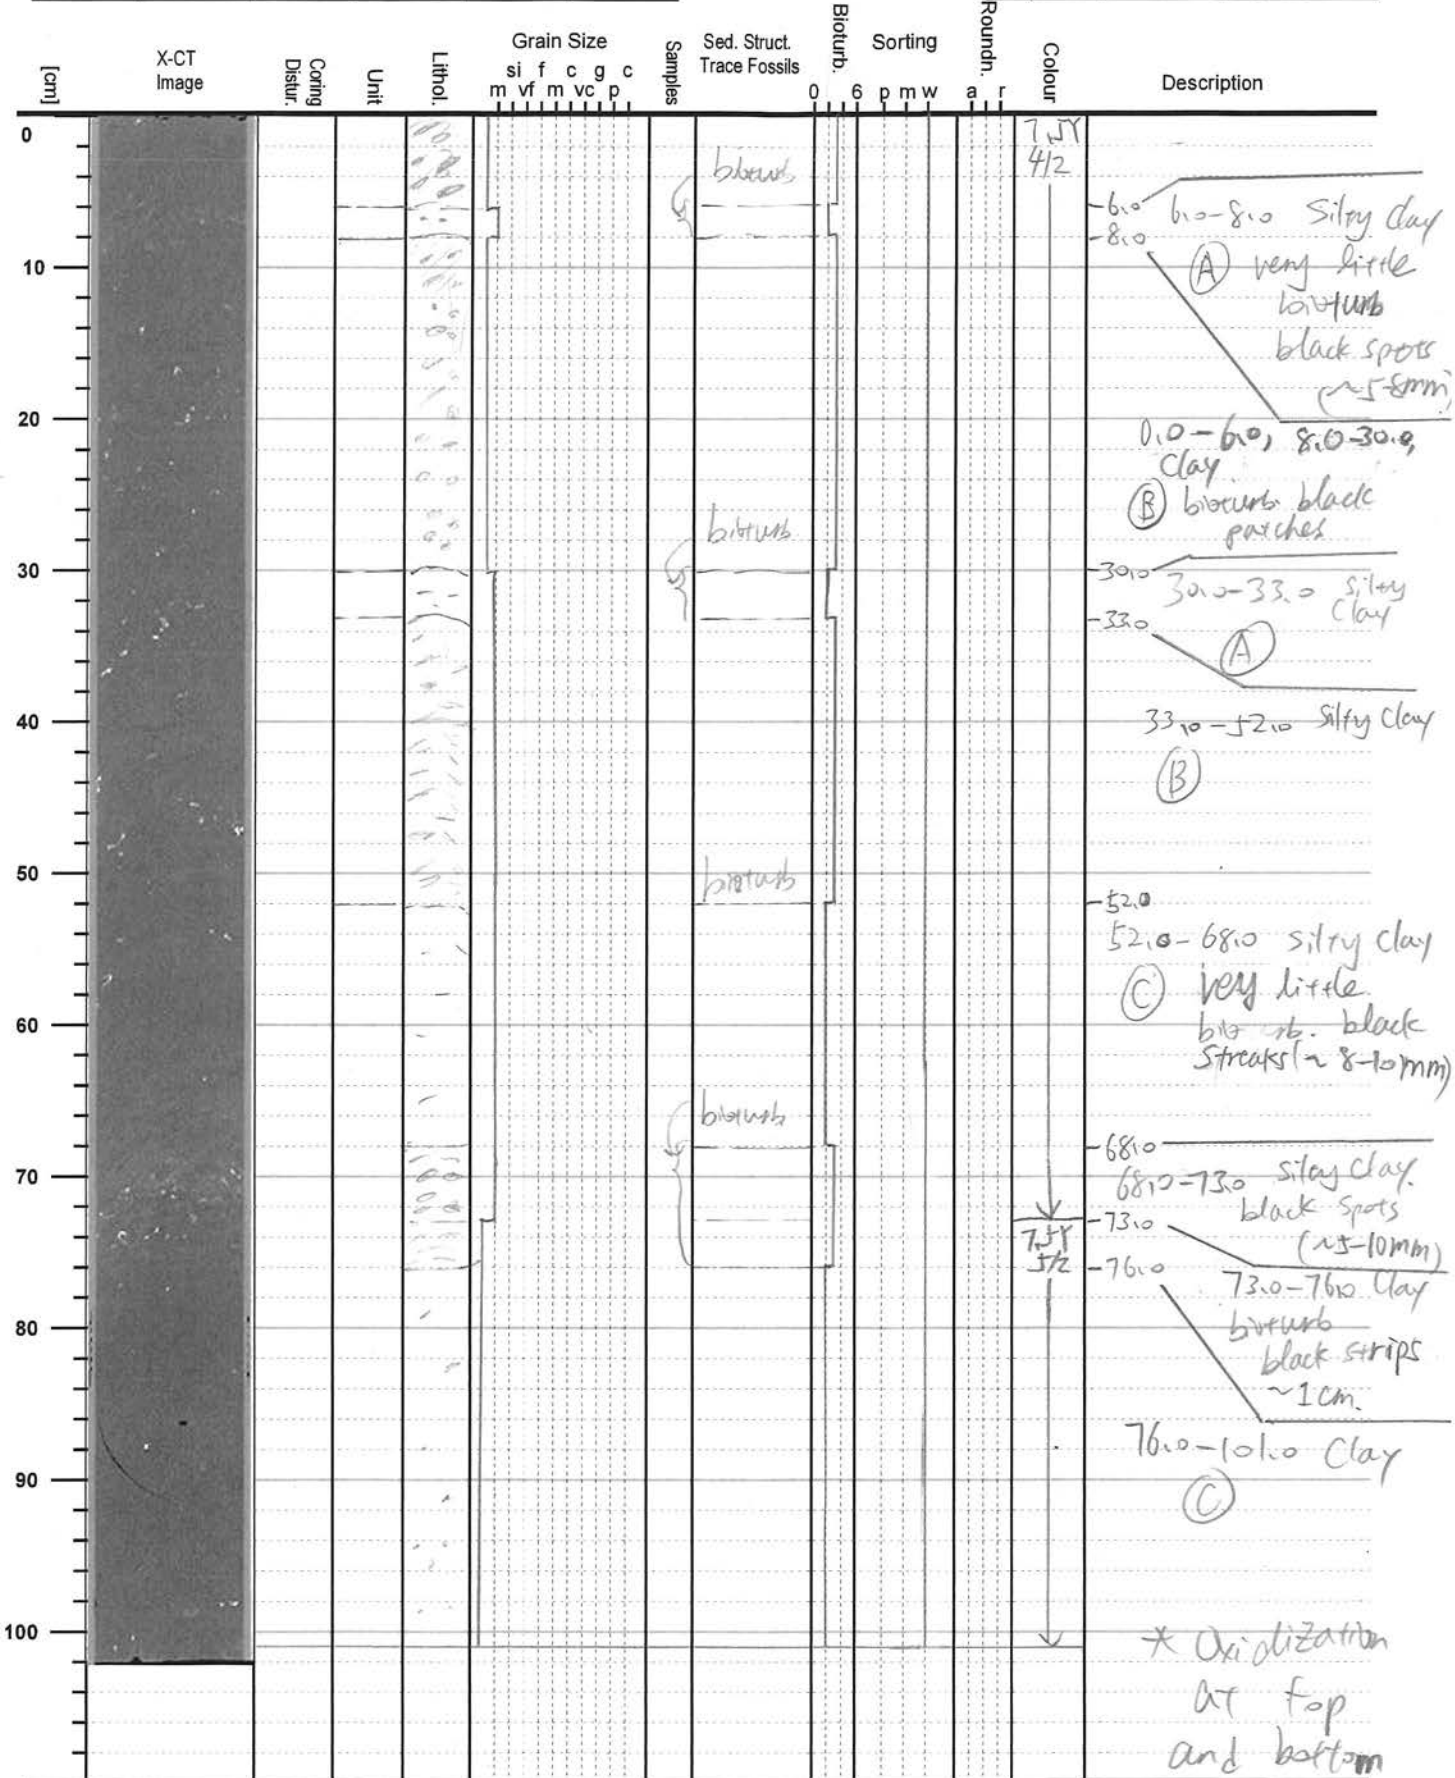 [cm]
X-CT
Image
Coring
Distur.
Unit
Lithol.
Grain Size
si f c g c
m vf m vc p
Samples
Sed. Struct.
Trace Fossils
Bioturb.
0 6
Sorting
p m w
Roundn.
a r
Colour
Description
0
10
20
30
40
50
60
70
80
90
100
bioturb
bioturb
bioturb
bioturb
7.5Y
4/2
7.5Y
5/2
6.0
8.0
6.0-8.0 Silty Clay
A very little
bioturb
black spots
(~5-8mm)
0.0-6.0, 8.0-30.0,
Clay
B bioturb. black
patches
30.0
30.0-33.0 silty
Clay
33.0
A
33.0-52.0 Silty Clay
B
52.0
52.0-68.0 silty clay
C very little
black
streaks (~8-10mm)
68.0
68.0-73.0 silty Clay.
black spots
(~5-10mm)
73.0
76.0
73.0-76.0 Clay
bioturb
black strips
~1cm.
76.0-101.0 Clay
C
* Oxidization
at top
and bottom